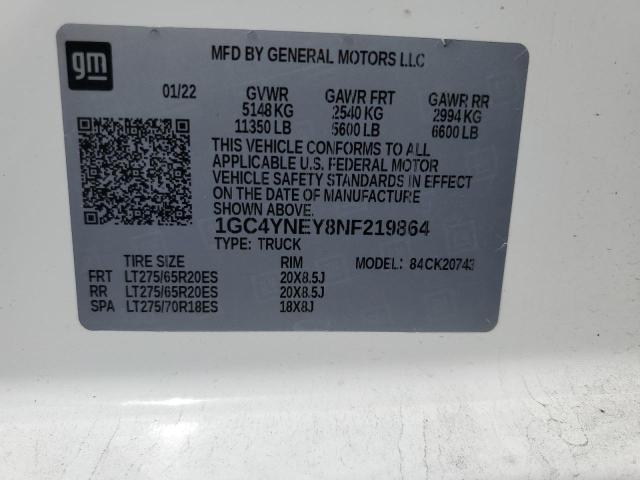 gm
MFD BY GENERAL MOTORS LLC
01/22 GVWR GAWR FRT GAWR RR
5148 KG 2540 KG 2994 KG
11350 LB 5600 LB 6600 LB
THIS VEHICLE CONFORMS TO ALL
APPLICABLE U.S. FEDERAL MOTOR
VEHICLE SAFETY STANDARDS IN EFFECT
ON THE DATE OF MANUFACTURE
SHOWN ABOVE.
1GC4YNEY8NF219864
TYPE: TRUCK
TIRE SIZE RIM MODEL: 84CK20743
FRT LT275/65R20ES 20X8.5J
RR LT275/65R20ES 20X8.5J
SPA LT275/70R18ES 18X8J